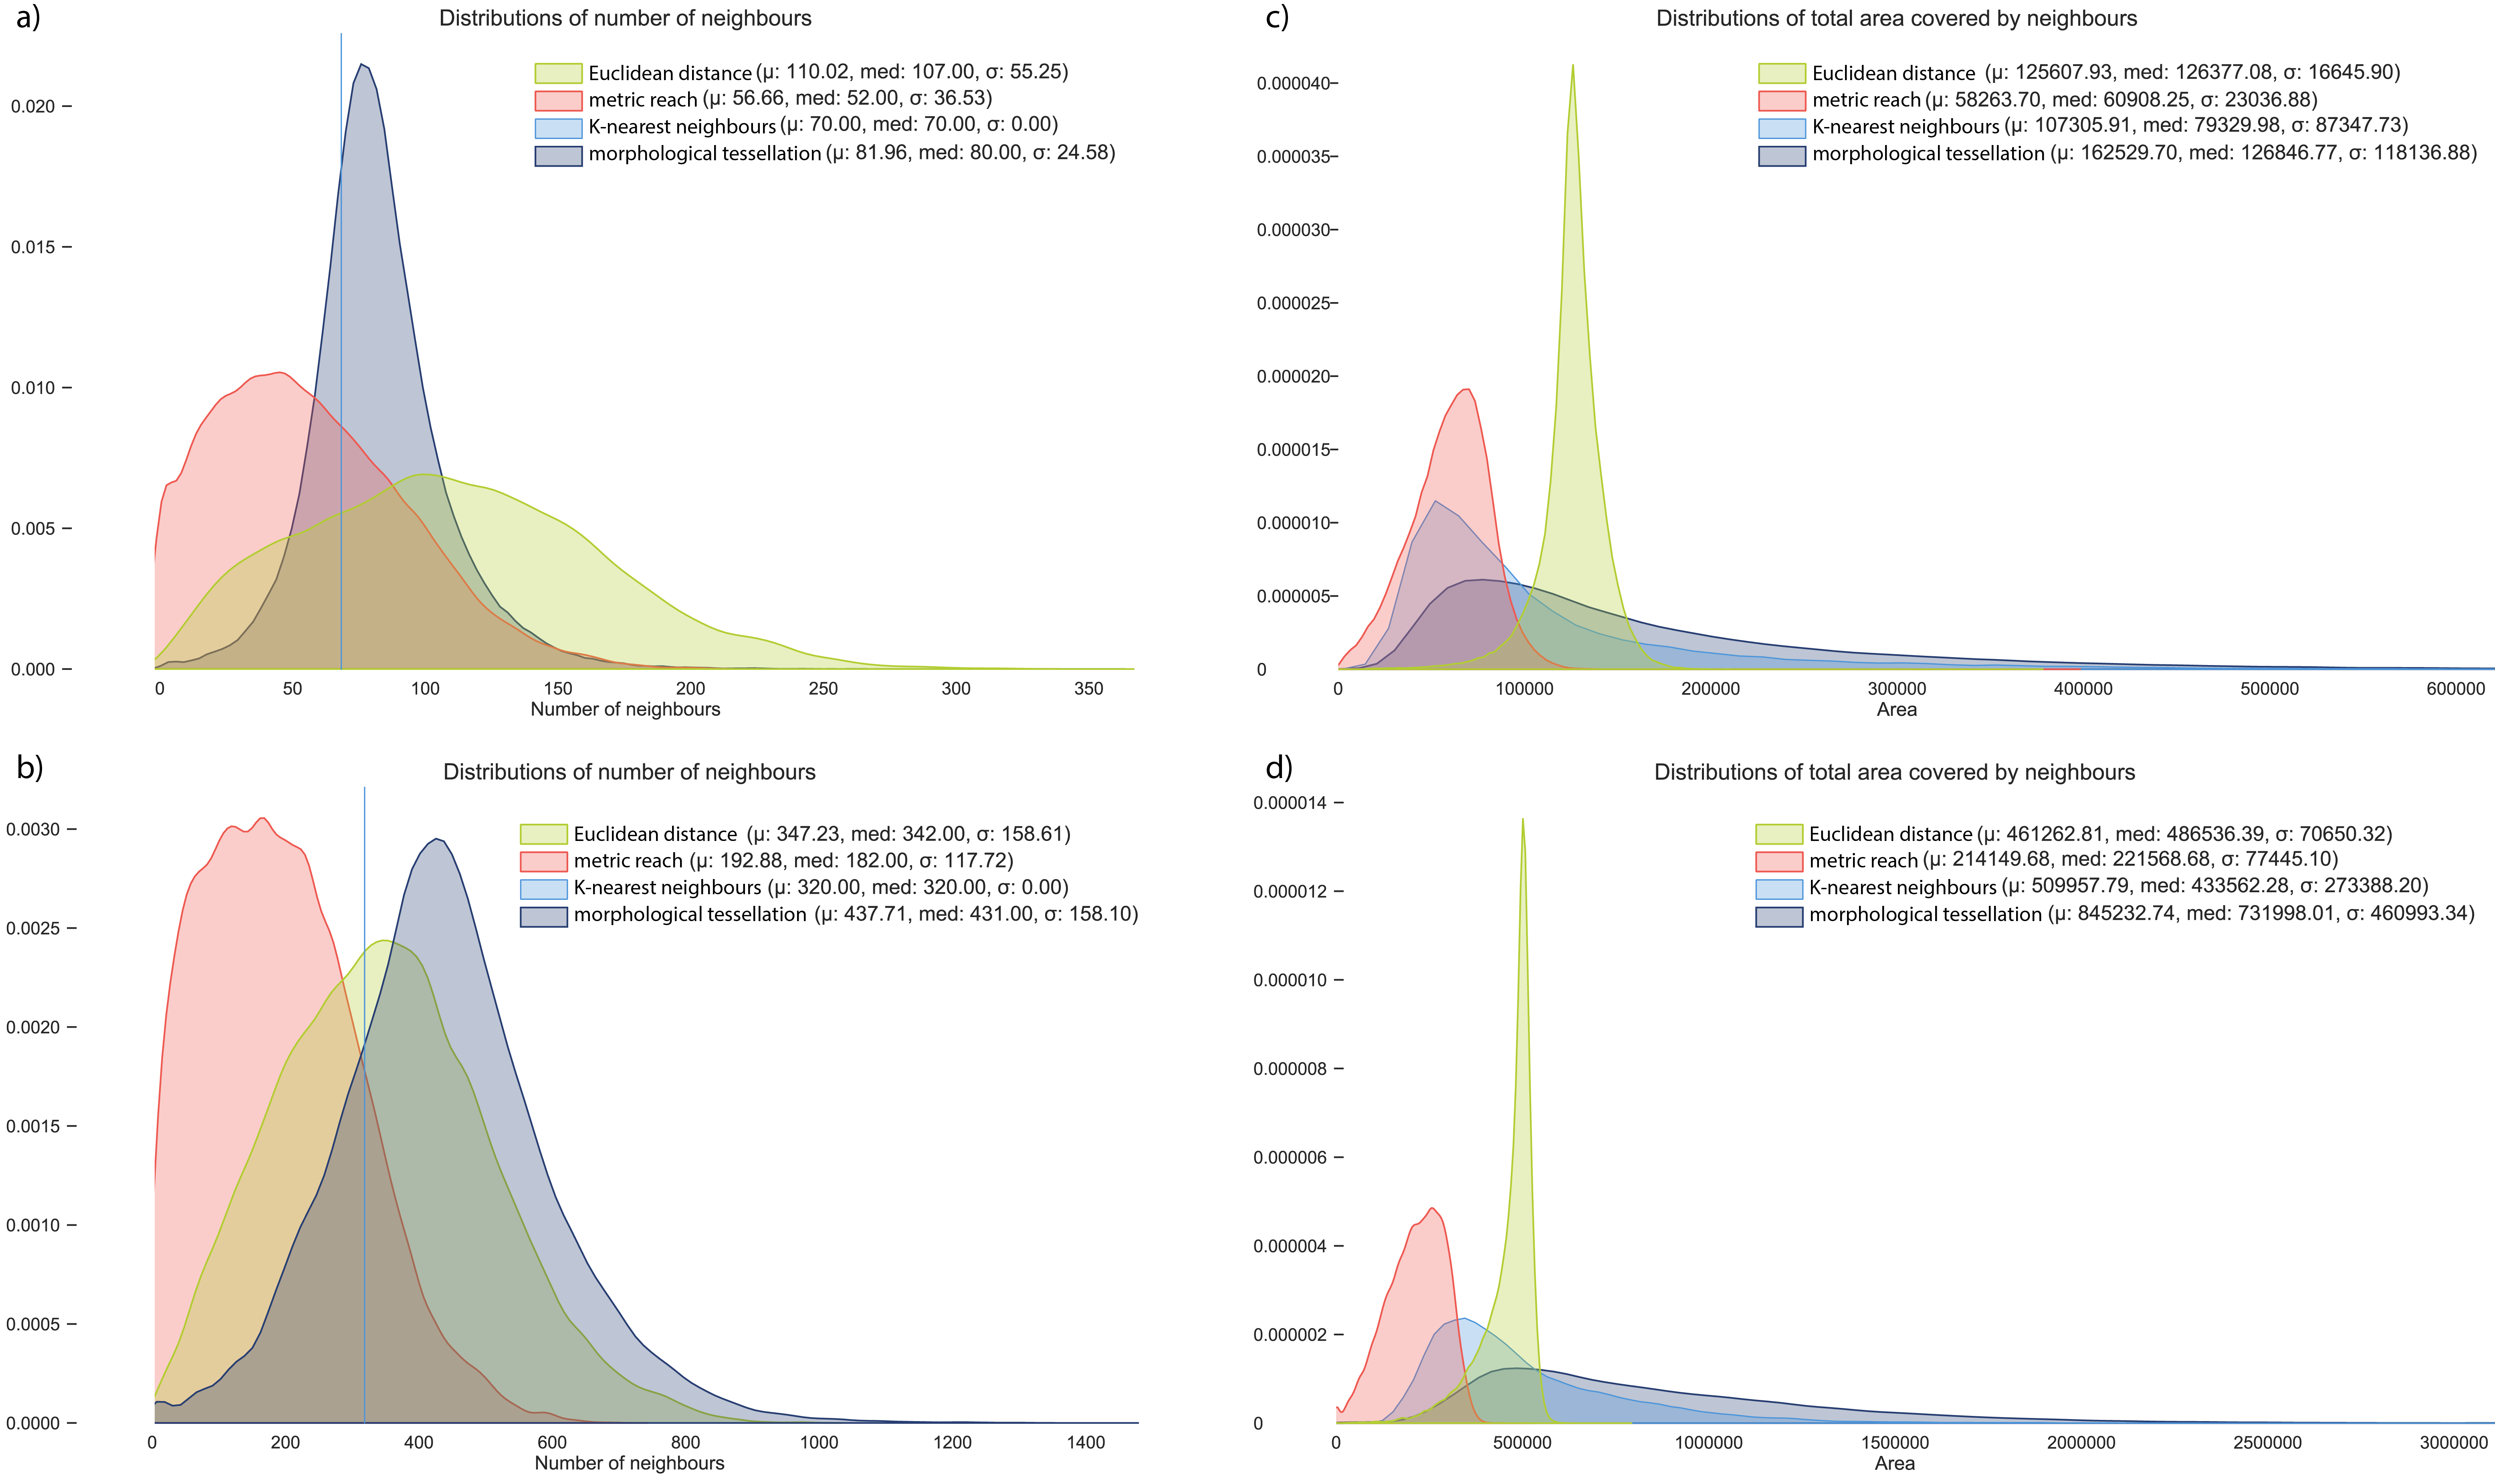 a)
Distributions of number of neighbours
Euclidean distance (μ: 110.02, med: 107.00, σ: 55.25)
metric reach (μ: 56.66, med: 52.00, σ: 36.53)
K-nearest neighbours (μ: 70.00, med: 70.00, σ: 0.00)
morphological tessellation (μ: 81.96, med: 80.00, σ: 24.58)
0.020
0.015
0.010
0.005
0.000
0 50 100 150 200 250 300 350
Number of neighbours
c)
Distributions of total area covered by neighbours
Euclidean distance (μ: 125607.93, med: 126377.08, σ: 16645.90)
metric reach (μ: 58263.70, med: 60908.25, σ: 23036.88)
K-nearest neighbours (μ: 107305.91, med: 79329.98, σ: 87347.73)
morphological tessellation (μ: 162529.70, med: 126846.77, σ: 118136.88)
0.000040
0.000035
0.000030
0.000025
0.000020
0.000015
0.000010
0.000005
0
0 100000 200000 300000 400000 500000 600000
Area
b)
Distributions of number of neighbours
Euclidean distance (μ: 347.23, med: 342.00, σ: 158.61)
metric reach (μ: 192.88, med: 182.00, σ: 117.72)
K-nearest neighbours (μ: 320.00, med: 320.00, σ: 0.00)
morphological tessellation (μ: 437.71, med: 431.00, σ: 158.10)
0.0030
0.0025
0.0020
0.0015
0.0010
0.0005
0.0000
0 200 400 600 800 1000 1200 1400
Number of neighbours
d)
Distributions of total area covered by neighbours
Euclidean distance (μ: 461262.81, med: 486536.39, σ: 70650.32)
metric reach (μ: 214149.68, med: 221568.68, σ: 77445.10)
K-nearest neighbours (μ: 509957.79, med: 433562.28, σ: 273388.20)
morphological tessellation (μ: 845232.74, med: 731998.01, σ: 460993.34)
0.000014
0.000012
0.000010
0.000008
0.000006
0.000004
0.000002
0
0 500000 1000000 1500000 2000000 2500000 3000000
Area